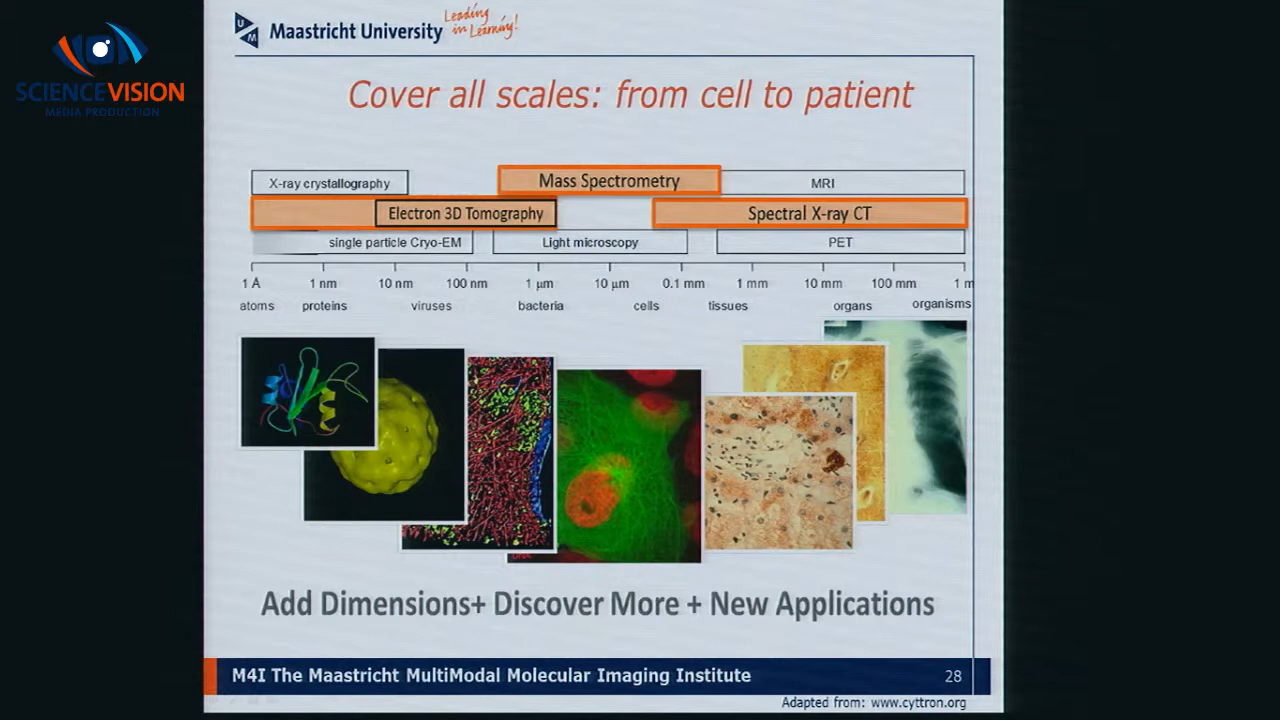 SCIENCEVISION
MEDIA PRODUCTION
UM
Maastricht University
Leading
in Learning!
Cover all scales: from cell to patient
X-ray crystallography
Mass Spectrometry
MRI
Electron 3D Tomography
Spectral X-ray CT
single particle Cryo-EM
Light microscopy
PET
1 Å 1 nm 10 nm 100 nm 1 µm 10 µm 0.1 mm 1 mm 10 mm 100 mm 1 m
atoms proteins viruses bacteria cells tissues organs organisms
Add Dimensions+ Discover More + New Applications
M4I The Maastricht MultiModal Molecular Imaging Institute
28
Adapted from: www.cyttron.org